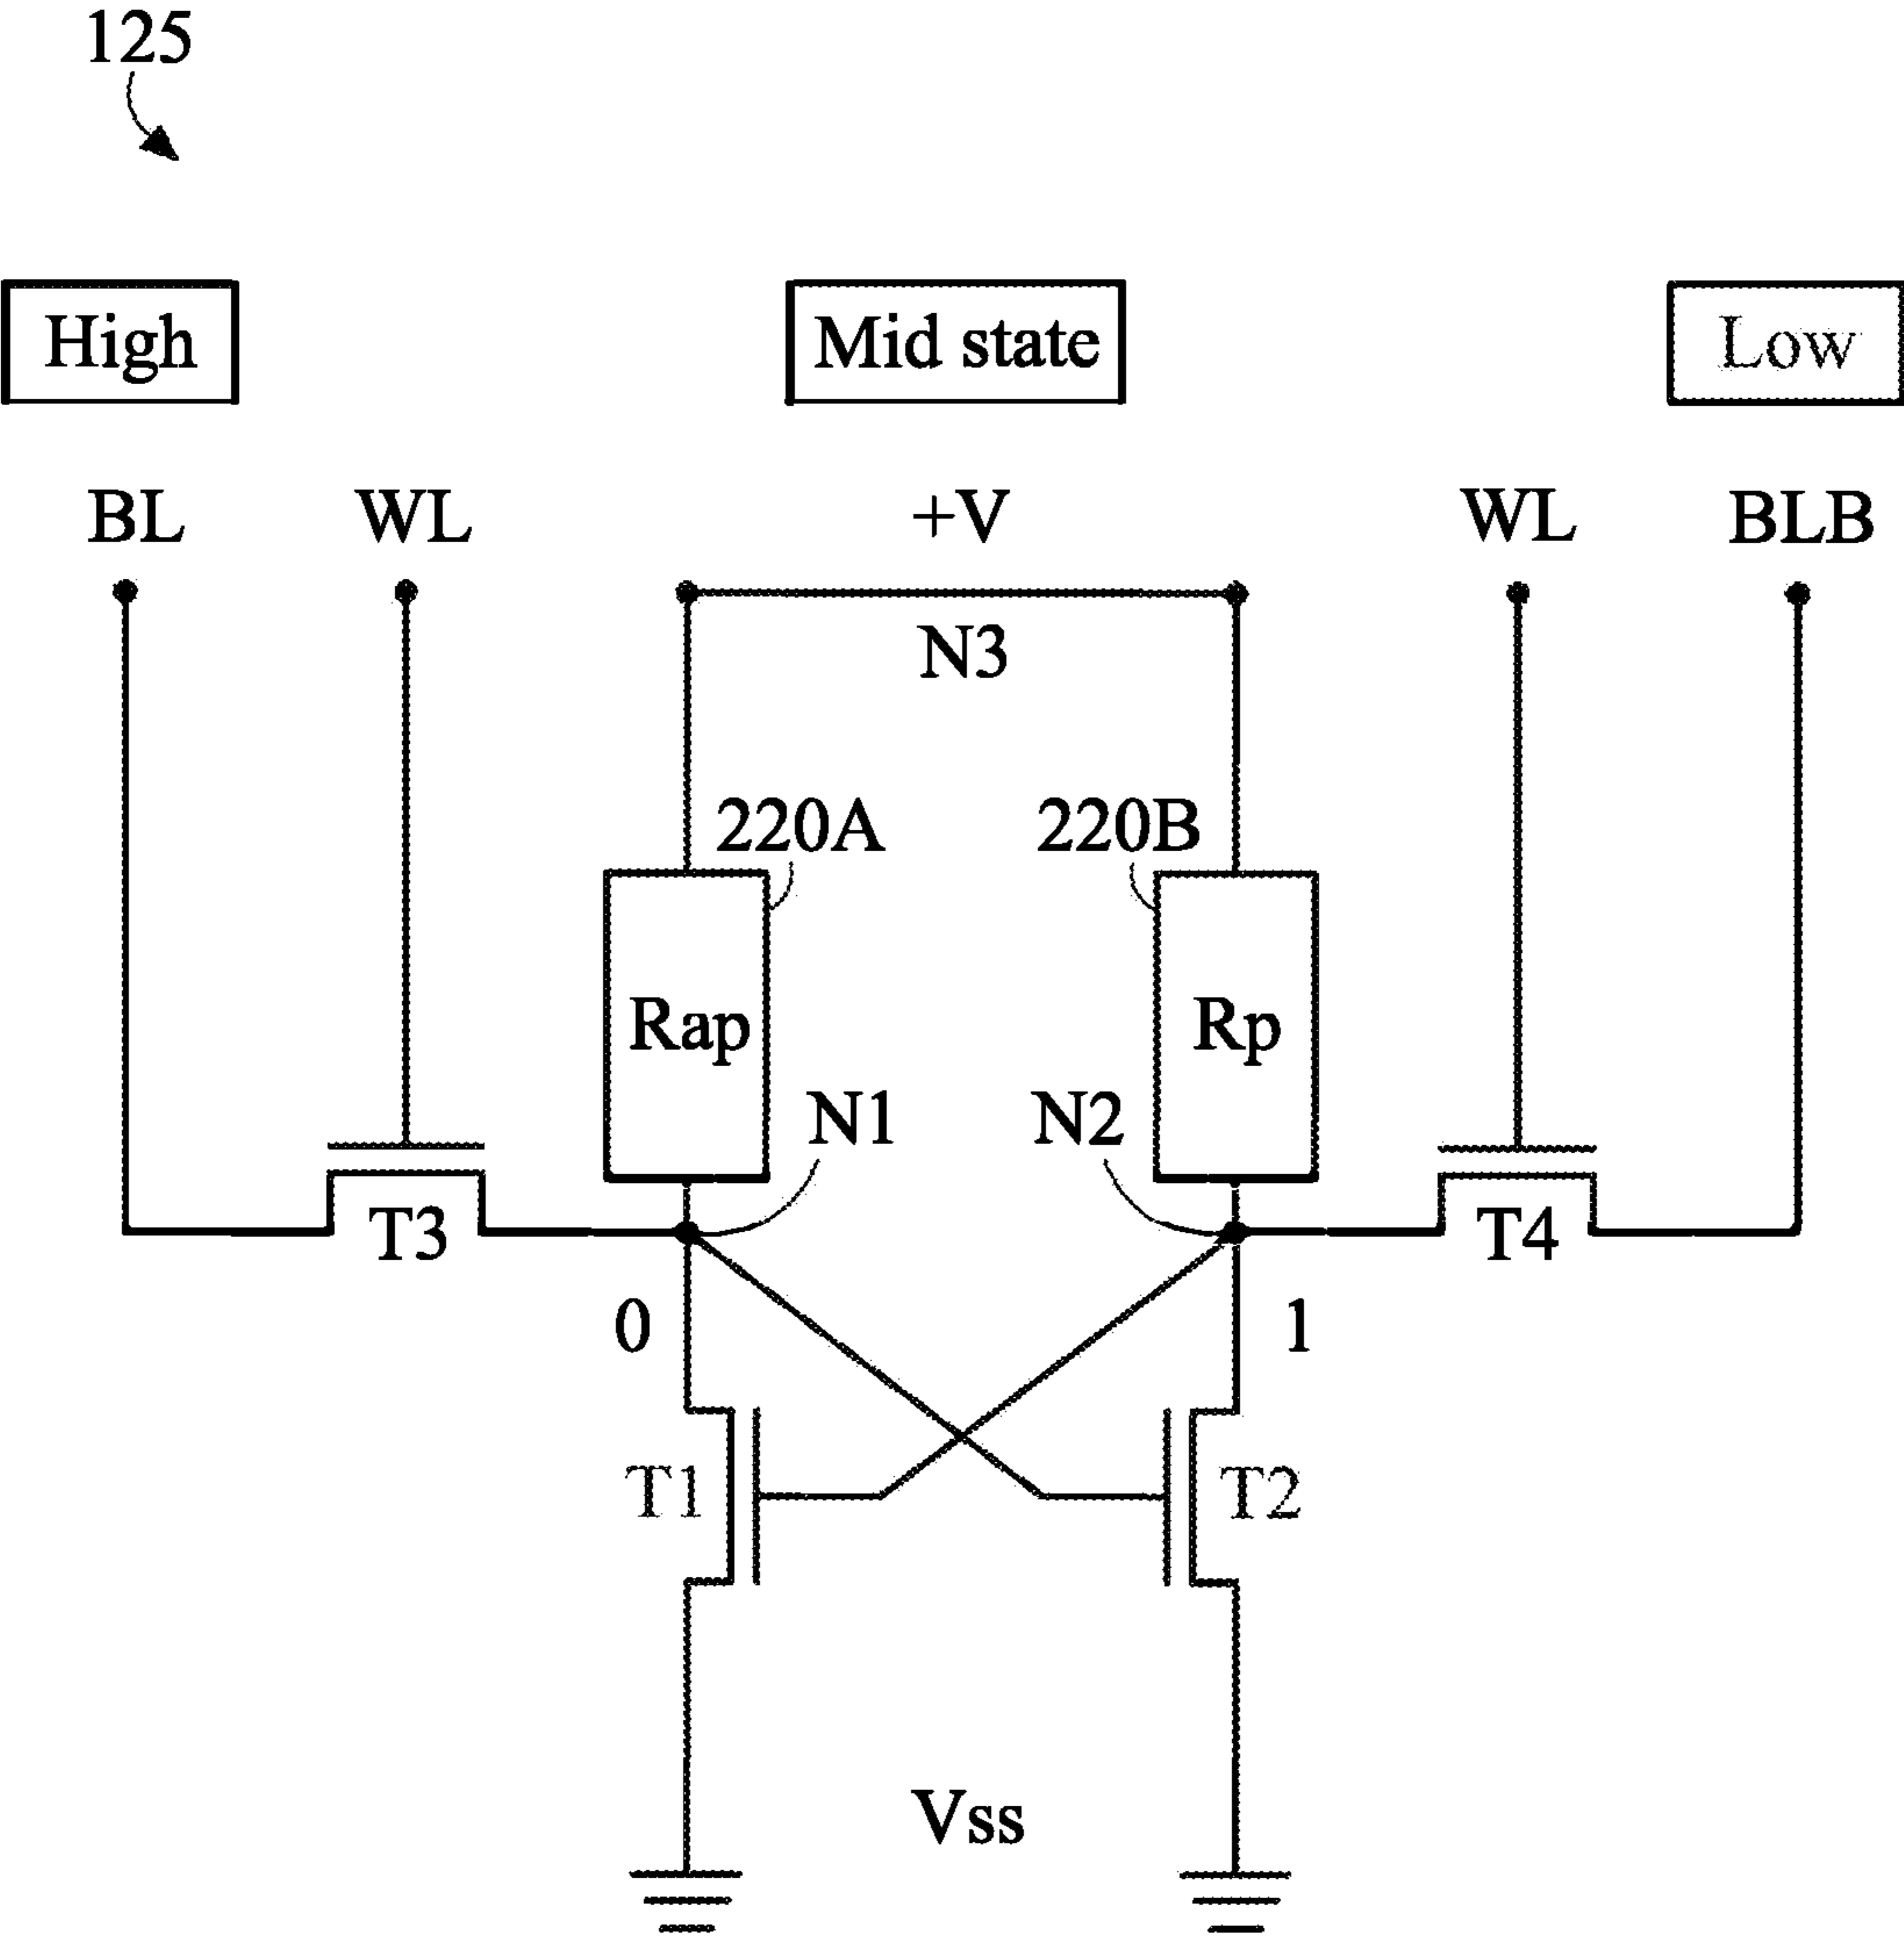 125
High
Mid state
Low
BL
WL
+V
WL
BLB
N3
220A
220B
Rap
Rp
N1
N2
T3
T4
0
1
T1
T2
Vss